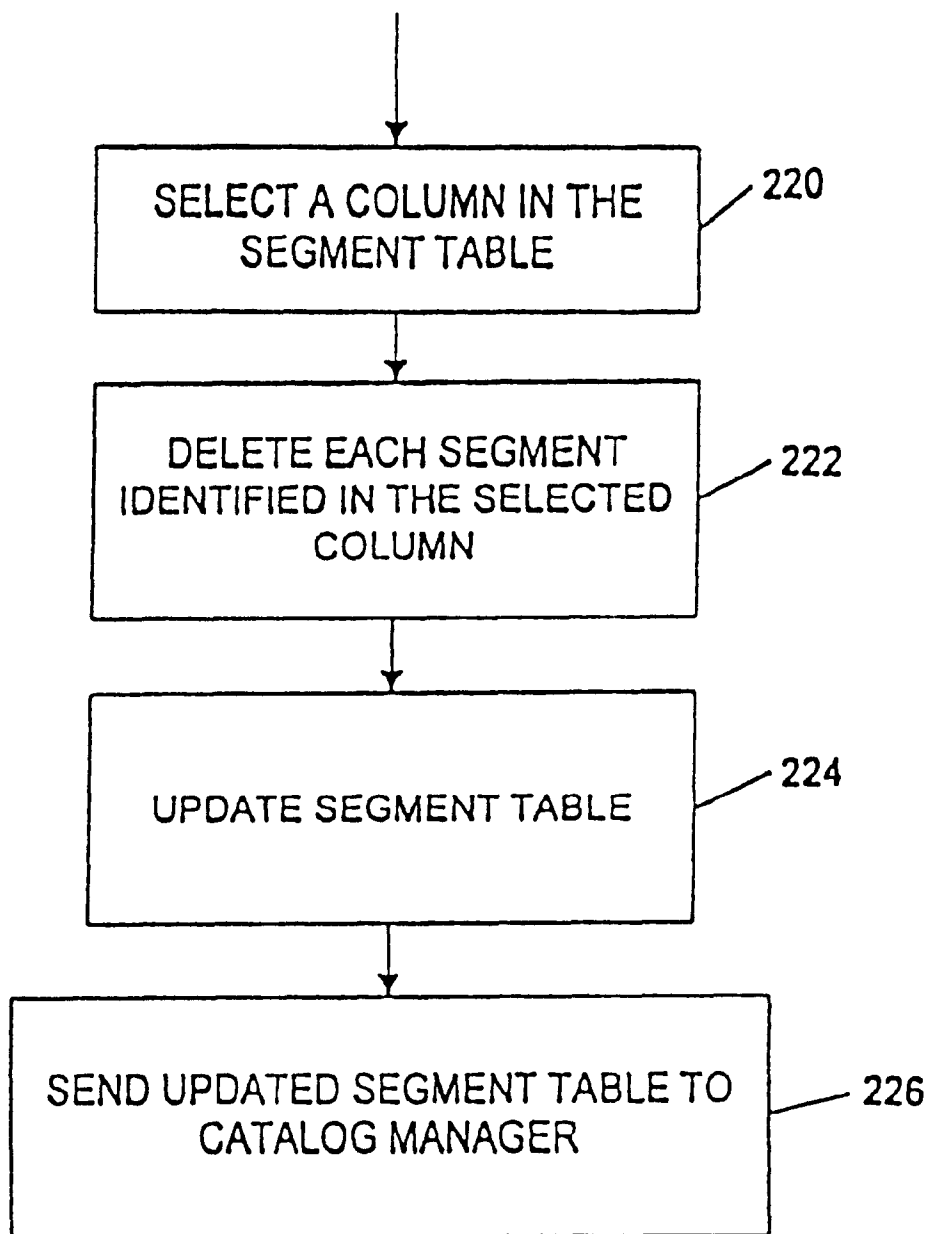 SELECT A COLUMN IN THE
SEGMENT TABLE
220
DELETE EACH SEGMENT
IDENTIFIED IN THE SELECTED
COLUMN
222
UPDATE SEGMENT TABLE
224
SEND UPDATED SEGMENT TABLE TO
CATALOG MANAGER
226